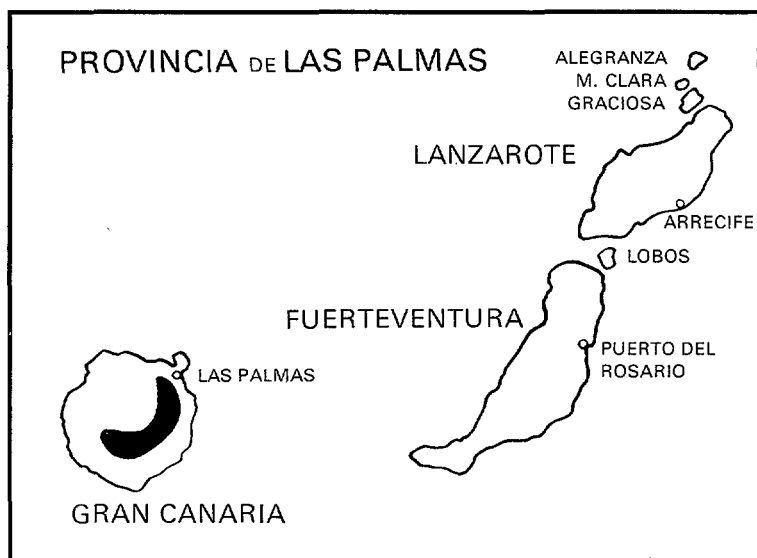 PROVINCIA DE LAS PALMAS
ALEGRANZA
M. CLARA
GRACIOSA
LANZAROTE
ARRECIFE
LOBOS
FUERTEVENTURA
PUERTO DEL
ROSARIO
LAS PALMAS
GRAN CANARIA